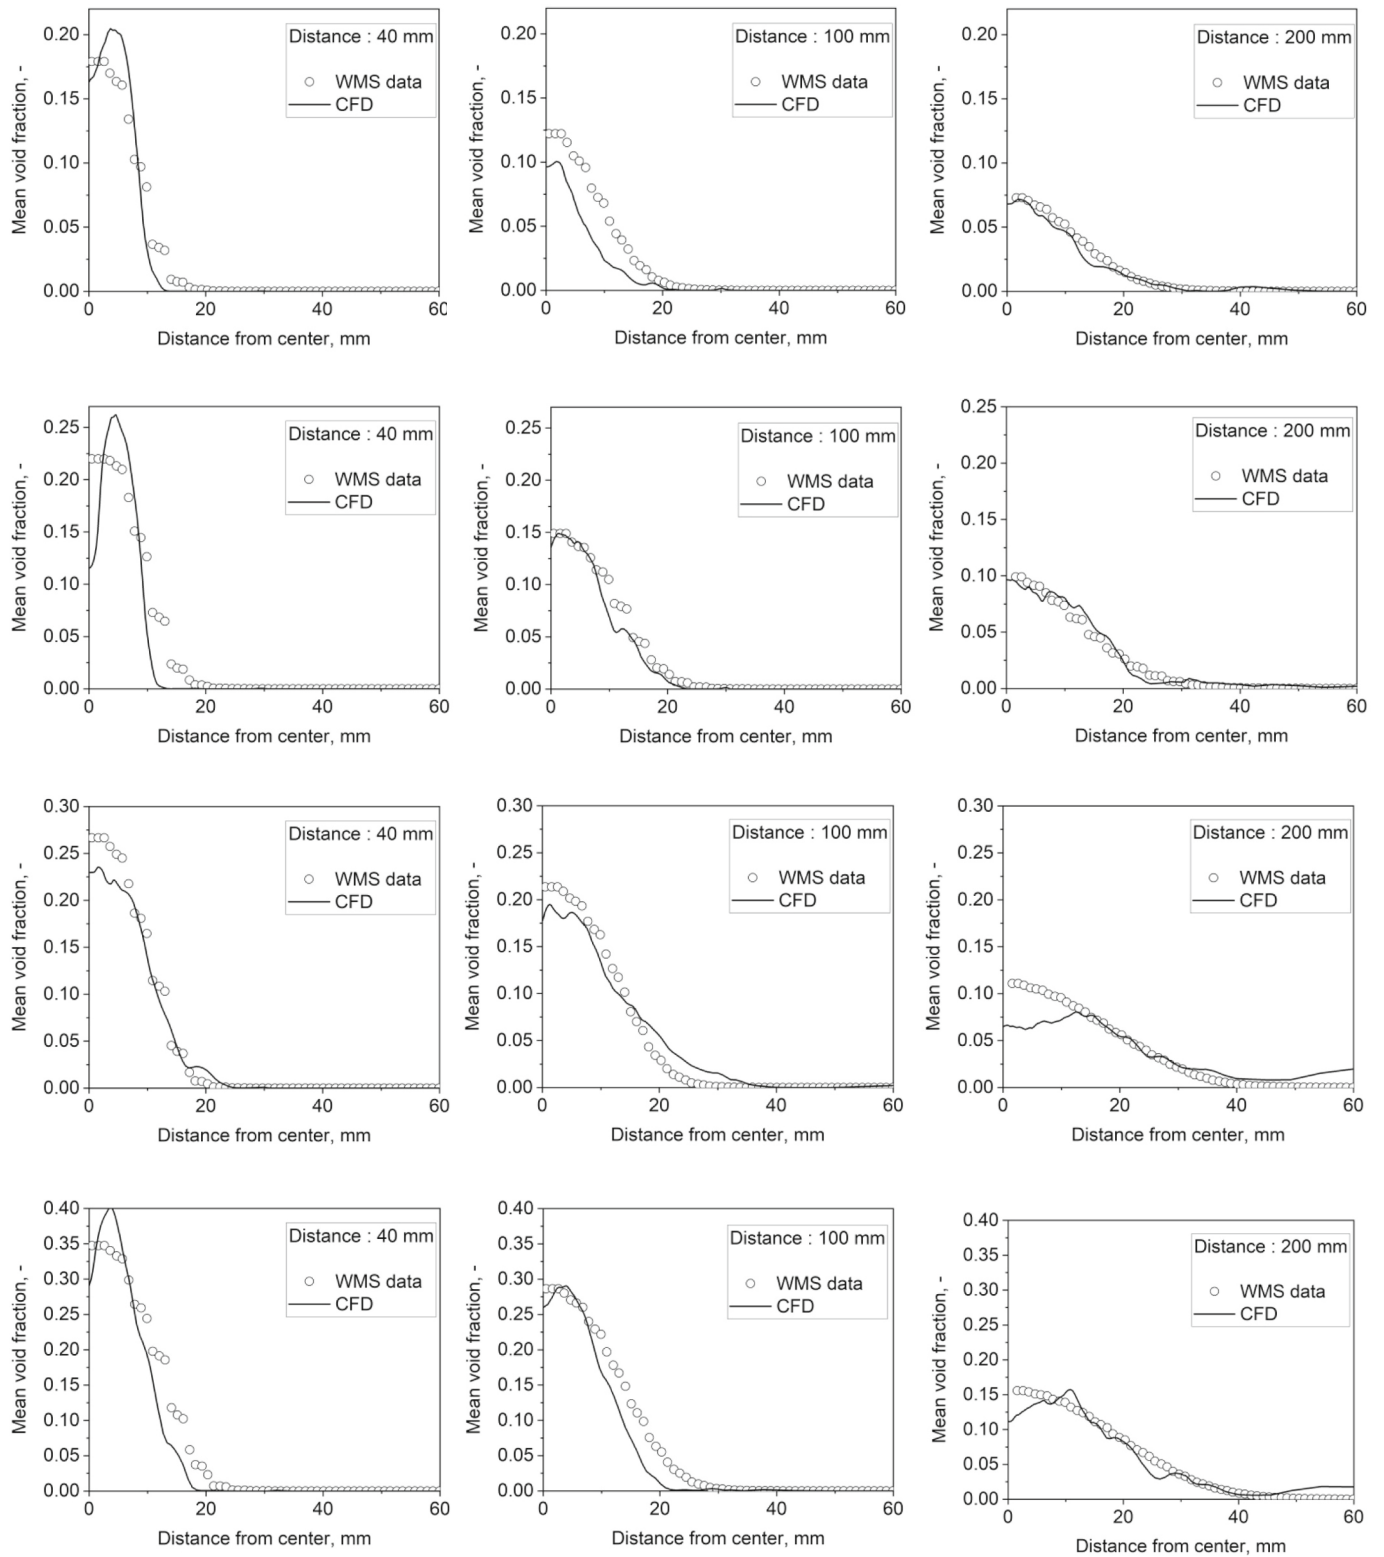 Distance : 40 mm
WMS data
CFD
Mean void fraction, -
0.20
0.15
0.10
0.05
0.00
0
20
40
60
Distance from center, mm
Distance : 100 mm
WMS data
CFD
Mean void fraction, -
0.20
0.15
0.10
0.05
0.00
0
20
40
60
Distance from center, mm
Distance : 200 mm
WMS data
CFD
Mean void fraction, -
0.20
0.15
0.10
0.05
0.00
0
20
40
60
Distance from center, mm
Distance : 40 mm
WMS data
CFD
Mean void fraction, -
0.25
0.20
0.15
0.10
0.05
0.00
0
20
40
60
Distance from center, mm
Distance : 100 mm
WMS data
CFD
Mean void fraction, -
0.25
0.20
0.15
0.10
0.05
0.00
0
20
40
60
Distance from center, mm
Distance : 200 mm
WMS data
CFD
Mean void fraction, -
0.25
0.20
0.15
0.10
0.05
0.00
0
20
40
60
Distance from center, mm
Distance : 40 mm
WMS data
CFD
Mean void fraction, -
0.30
0.25
0.20
0.15
0.10
0.05
0.00
0
20
40
60
Distance from center, mm
Distance : 100 mm
WMS data
CFD
Mean void fraction, -
0.30
0.25
0.20
0.15
0.10
0.05
0.00
0
20
40
60
Distance from center, mm
Distance : 200 mm
WMS data
CFD
Mean void fraction, -
0.30
0.25
0.20
0.15
0.10
0.05
0.00
0
20
40
60
Distance from center, mm
Distance : 40 mm
WMS data
CFD
Mean void fraction, -
0.40
0.35
0.30
0.25
0.20
0.15
0.10
0.05
0.00
0
20
40
60
Distance from center, mm
Distance : 100 mm
WMS data
CFD
Mean void fraction, -
0.40
0.35
0.30
0.25
0.20
0.15
0.10
0.05
0.00
0
20
40
60
Distance from center, mm
Distance : 200 mm
WMS data
CFD
Mean void fraction, -
0.40
0.35
0.30
0.25
0.20
0.15
0.10
0.05
0.00
0
20
40
60
Distance from center, mm